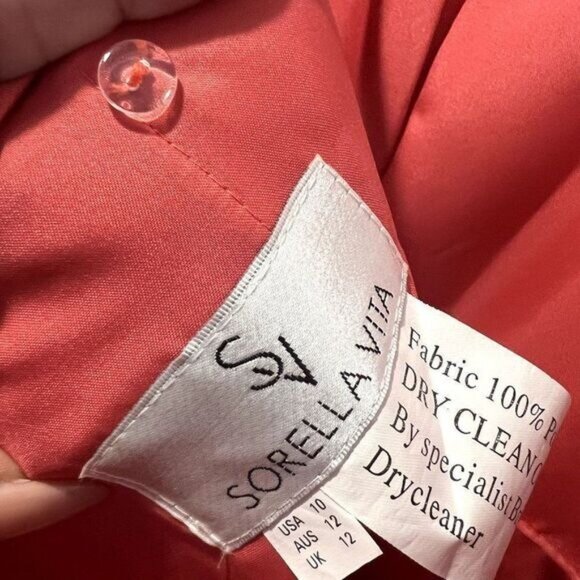 SV
SORELLA VITA
USA 10
AUS 12
UK 12
Fabric 100%
DRY CLEAN
By specialist
Drycleaner